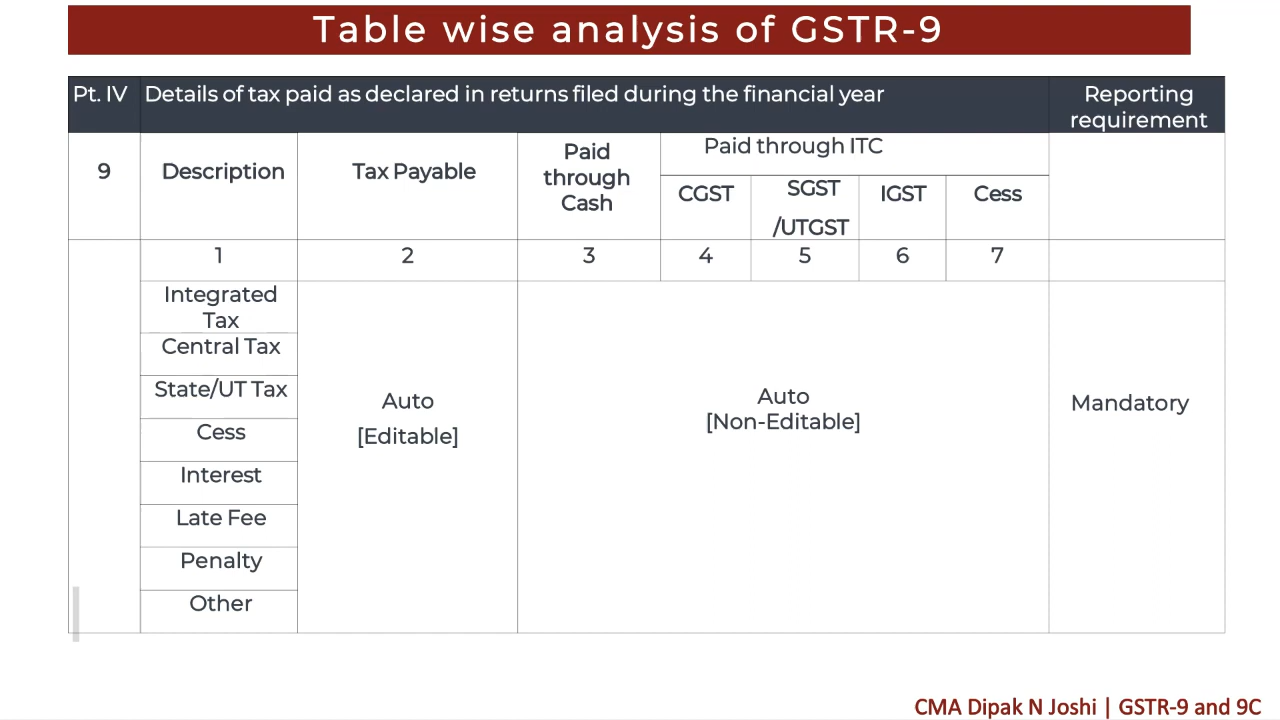 Table wise analysis of GSTR-9
Pt. IV
Details of tax paid as declared in returns filed during the financial year
Reporting
requirement
9
Description
Tax Payable
Paid
through
Cash
Paid through ITC
CGST
SGST
/UTGST
IGST
Cess
1
2
3
4
5
6
7
Integrated
Tax
Central Tax
State/UT Tax
Cess
Interest
Late Fee
Penalty
Other
Auto
[Editable]
Auto
[Non-Editable]
Mandatory
CMA Dipak N Joshi | GSTR-9 and 9C